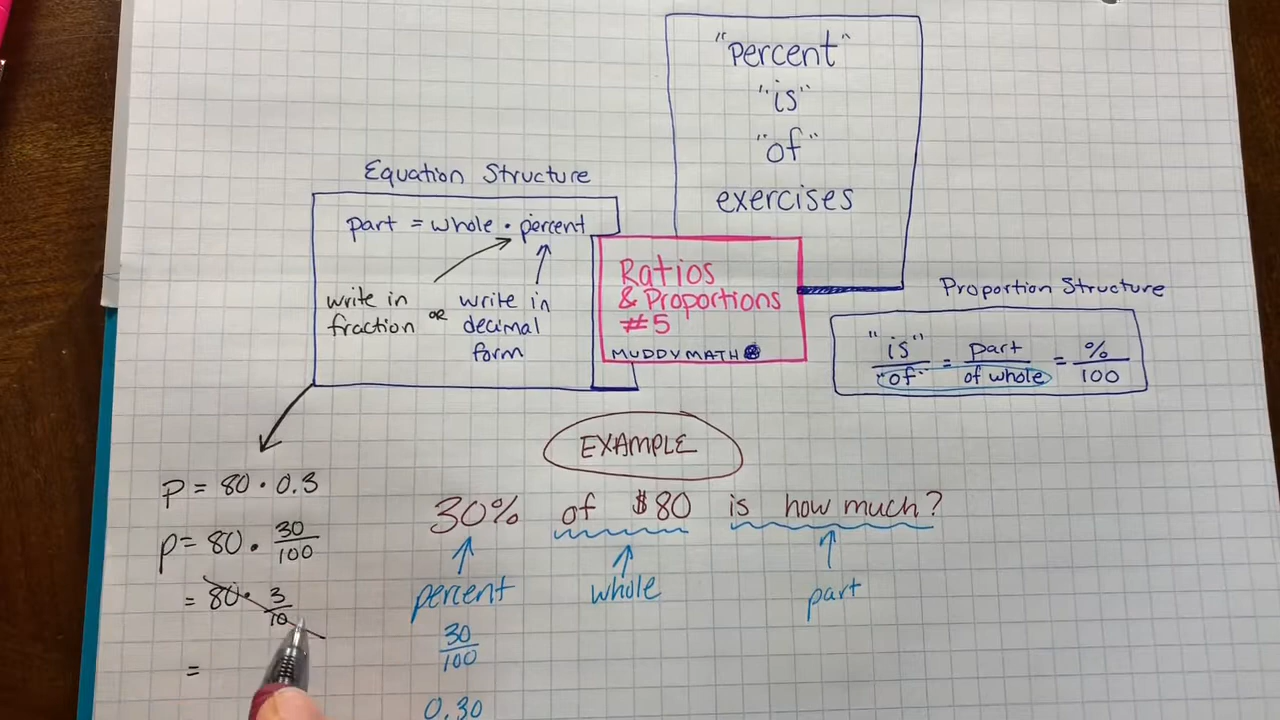 "percent"
"is"
"of"
exercises
Equation Structure
part = whole · percent
write in
fraction
OR
write in
decimal
form
Ratios
& Proportions
#5
MUDDYMATH
Proportion Structure
"is"/"of" = part/of whole = %/100
EXAMPLE
30% of $80 is how much?
percent
whole
part
30/100
0.30
P = 80 · 0.3
P = 80 · 30/100
= 80 · 3/10
=